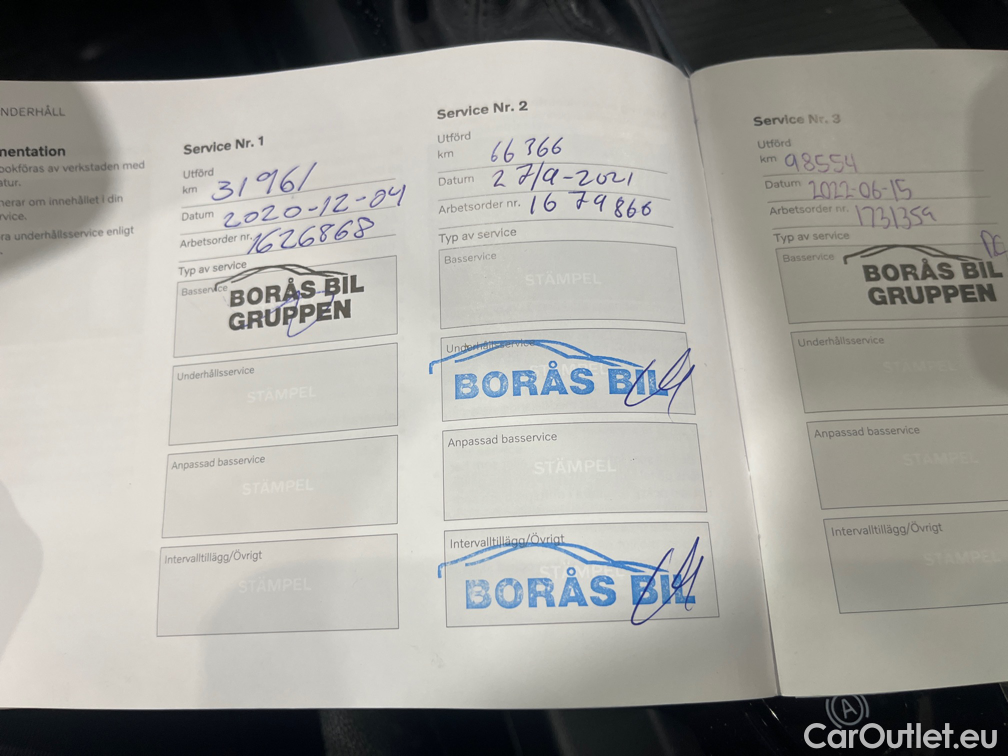 NDERHÅLL
nentation
ookföras av verkstaden med
atur.
nerar om innehållet i din
rvice.
ra underhållsservice enligt
Service Nr. 1
Utförd
km 31961
Datum 2020-12-04
Arbetsorder nr. 1626868
Typ av service
Basservice
BORÅS BIL
GRUPPEN
Underhållsservice
STÄMPEL
Anpassad basservice
STÄMPEL
Intervalltillägg/Övrigt
STÄMPEL
Service Nr. 2
Utförd
km 66366
Datum 27/9-2021
Arbetsorder nr. 1679866
Typ av service
Basservice
STÄMPEL
Underhållsservice
STÄMPEL
BORÅS BIL
Anpassad basservice
STÄMPEL
Intervalltillägg/Övrigt
STÄMPEL
BORÅS BIL
Service Nr. 3
Utförd
km 98554
Datum 2022-06-15
Arbetsorder nr. 1731359
Typ av service
Basservice
BORÅS BIL
GRUPPEN
Underhållsservice
STÄMPEL
Anpassad basservice
STÄMPEL
Intervalltillägg/Övrigt
STÄMPEL
A
CarOutlet.eu